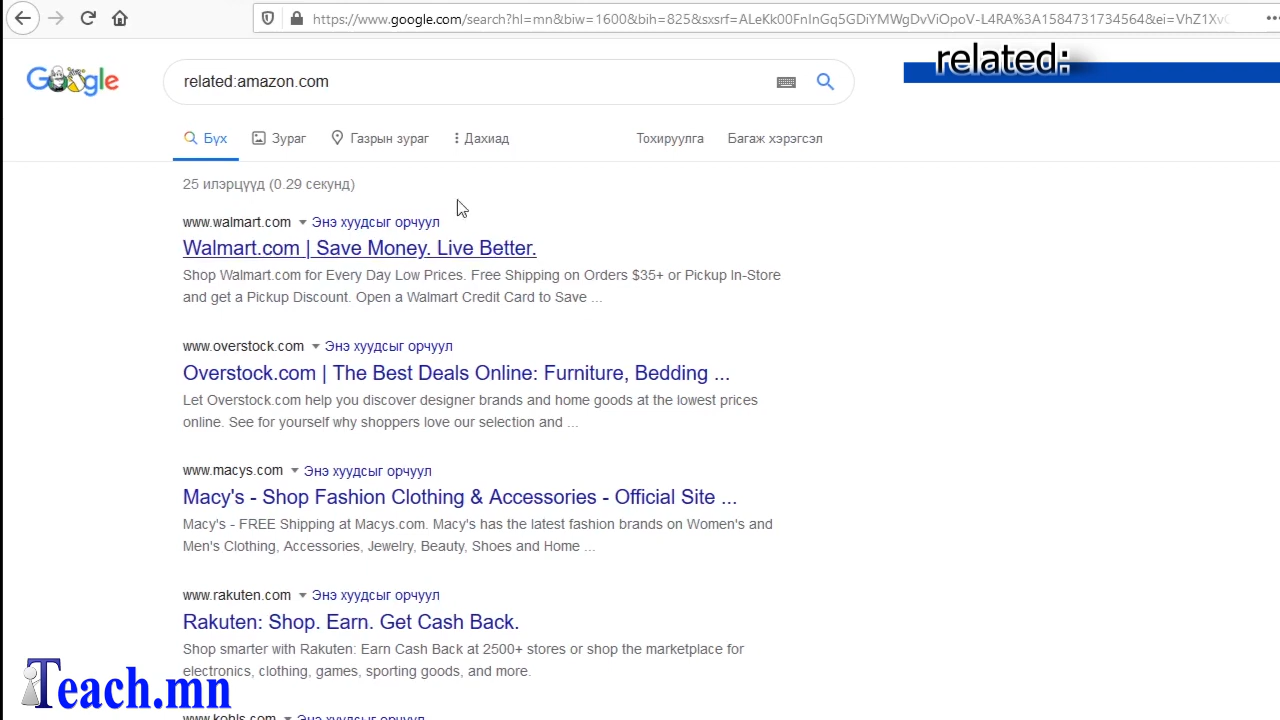 https://www.google.com/search?hl=mn&biw=1600&bih=825&sxsrf=ALeKk00FnInGq5GDiYMWgDvViOpoV-L4RA%3A1584731734564&ei=VhZ1Xv
related:
Google
related:amazon.com
Бүх Зураг Газрын зураг Дахиад Тохируулга Багаж хэрэгсэл
25 илэрцүүд (0.29 секунд)
www.walmart.com Энэ хуудсыг орчуул
Walmart.com | Save Money. Live Better.
Shop Walmart.com for Every Day Low Prices. Free Shipping on Orders $35+ or Pickup In-Store
and get a Pickup Discount. Open a Walmart Credit Card to Save ...
www.overstock.com Энэ хуудсыг орчуул
Overstock.com | The Best Deals Online: Furniture, Bedding ...
Let Overstock.com help you discover designer brands and home goods at the lowest prices
online. See for yourself why shoppers love our selection and ...
www.macys.com Энэ хуудсыг орчуул
Macy's - Shop Fashion Clothing & Accessories - Official Site ...
Macy's - FREE Shipping at Macys.com. Macy's has the latest fashion brands on Women's and
Men's Clothing, Accessories, Jewelry, Beauty, Shoes and Home ...
www.rakuten.com Энэ хуудсыг орчуул
Rakuten: Shop. Earn. Get Cash Back.
Shop smarter with Rakuten: Earn Cash Back at 2500+ stores or shop the marketplace for
electronics, clothing, games, sporting goods, and more.
Teach.mn
www.kohls.com Энэ хуудсыг орчуул